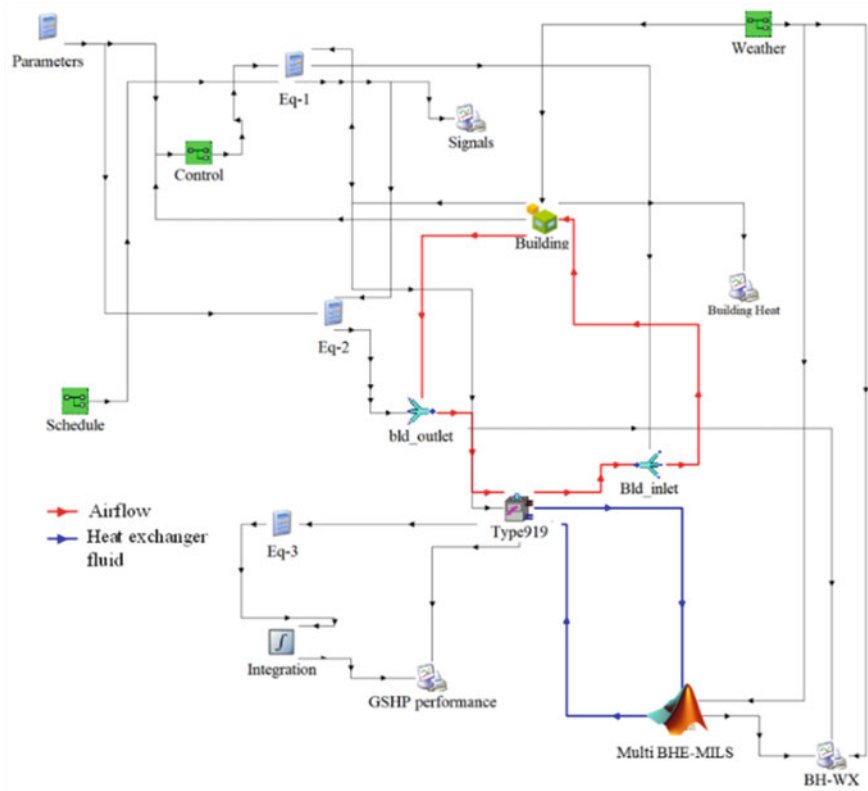 Parameters
Weather
Eq-1
Signals
Control
Building
Building Heat
Eq-2
Schedule
bld_outlet
Bld_inlet
Airflow
Type919
Heat exchanger
fluid
Eq-3
Integration
GSHP performance
Multi BHE-MILS
BH-WX